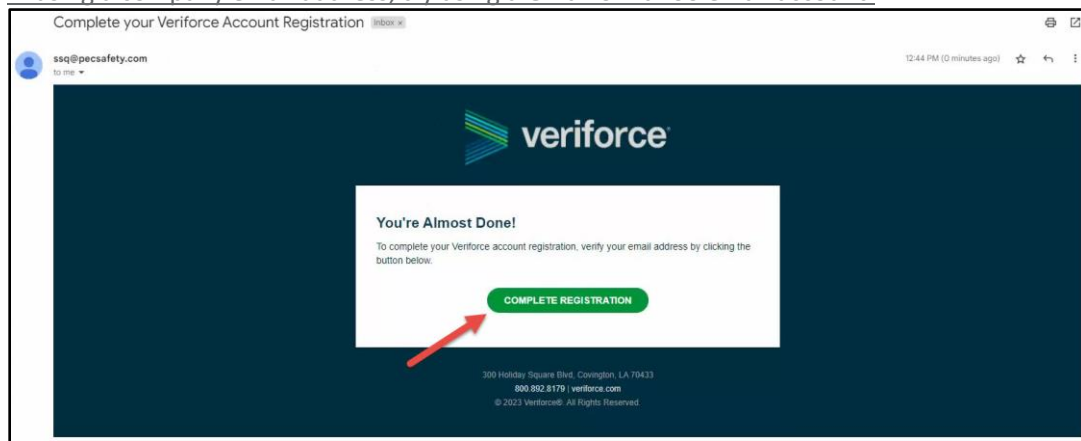 Complete your Veriforce Account Registration Inbox x
ssq@pecsafety.com
12:44 PM (0 minutes ago)
to me
veriforce
You're Almost Done!
To complete your Veriforce account registration, verify your email address by clicking the
button below.
COMPLETE REGISTRATION
300 Holiday Square Blvd, Covington, LA 70433
800.892.8179 | veriforce.com
© 2023 Veriforce®. All Rights Reserved.